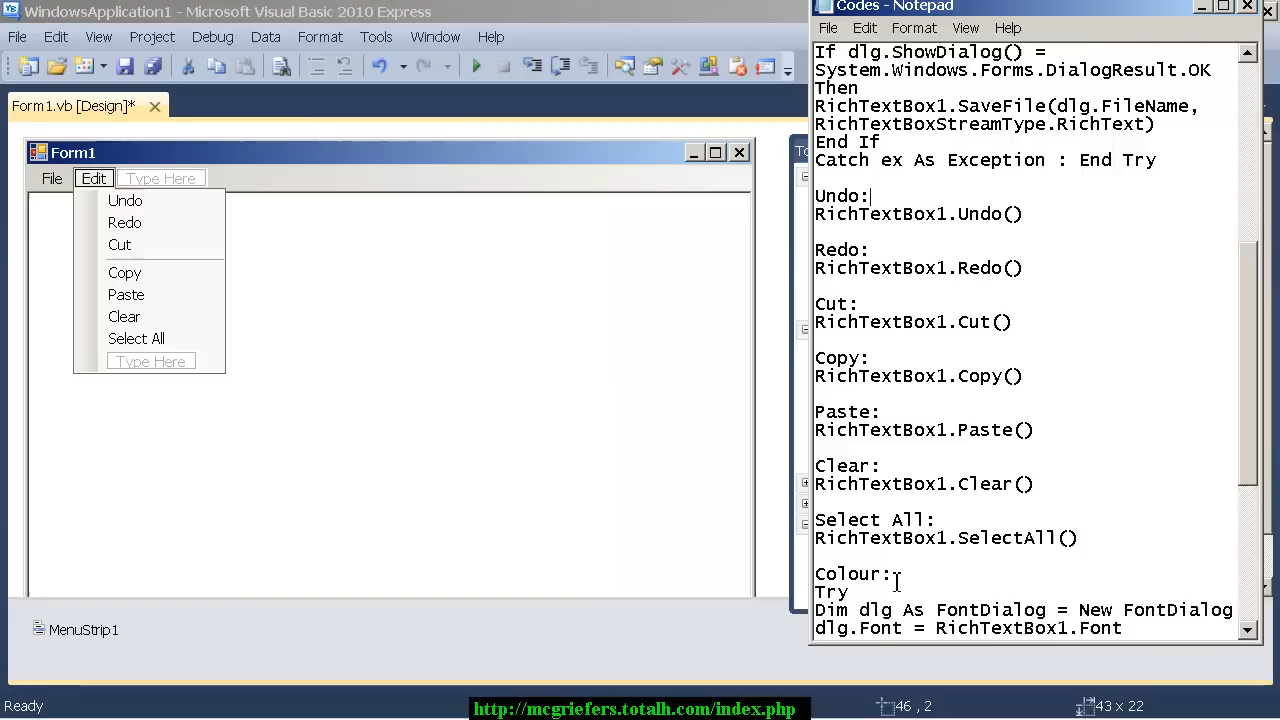 WindowsApplication1 - Microsoft Visual Basic 2010 Express
File Edit View Project Debug Data Format Tools Window Help
Form1.vb [Design]*
Form1
File Edit Type Here
Undo
Redo
Cut
Copy
Paste
Clear
Select All
Type Here
MenuStrip1
Ready
46 , 2
43 x 22
http://mcgriefers.totalh.com/index.php
To
Codes - Notepad
File Edit Format View Help
If dlg.ShowDialog() =
System.Windows.Forms.DialogResult.OK
Then
RichTextBox1.SaveFile(dlg.FileName,
RichTextBoxStreamType.RichText)
End If
Catch ex As Exception : End Try
Undo:
RichTextBox1.Undo()
Redo:
RichTextBox1.Redo()
Cut:
RichTextBox1.Cut()
Copy:
RichTextBox1.Copy()
Paste:
RichTextBox1.Paste()
Clear:
RichTextBox1.Clear()
Select All:
RichTextBox1.SelectAll()
Colour:
Try
Dim dlg As FontDialog = New FontDialog
dlg.Font = RichTextBox1.Font